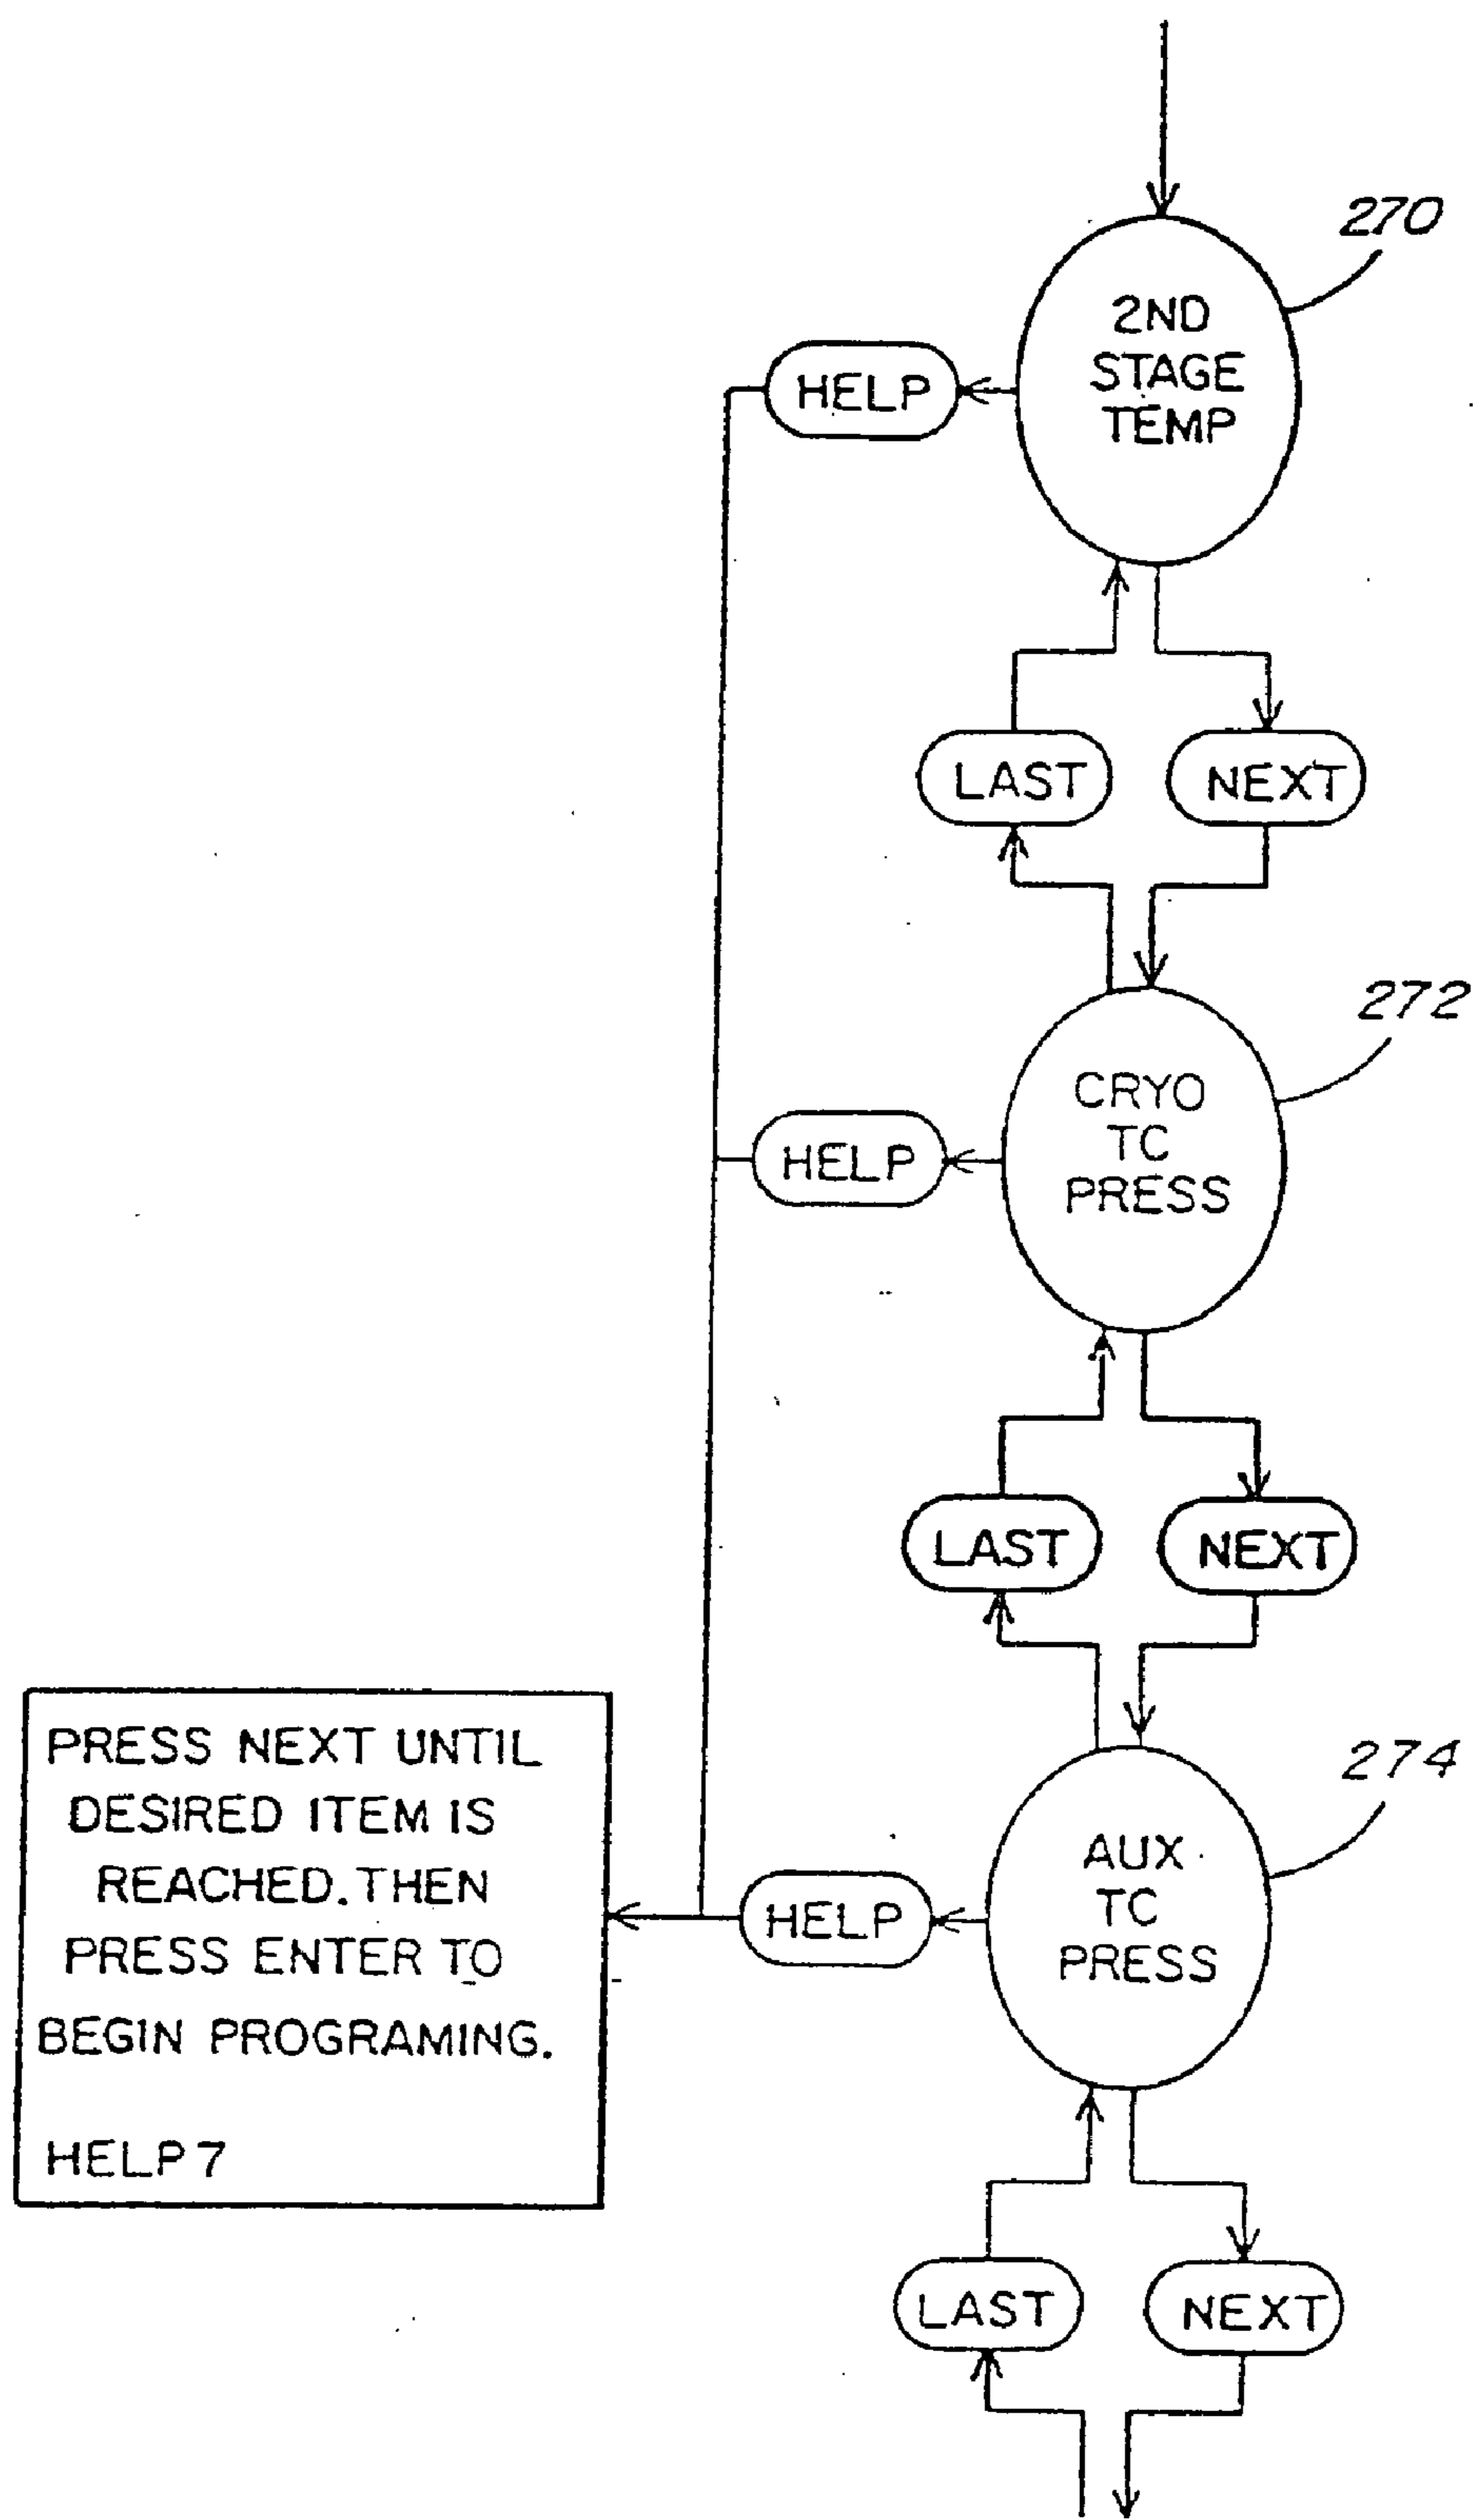 270
2ND
STAGE
TEMP
HELP
LAST
NEXT
272
CRYO
TC
PRESS
HELP
LAST
NEXT
274
AUX
TC
PRESS
HELP
PRESS NEXT UNTIL
DESIRED ITEM IS
REACHED. THEN
PRESS ENTER TO
BEGIN PROGRAMING.
HELP 7
LAST
NEXT